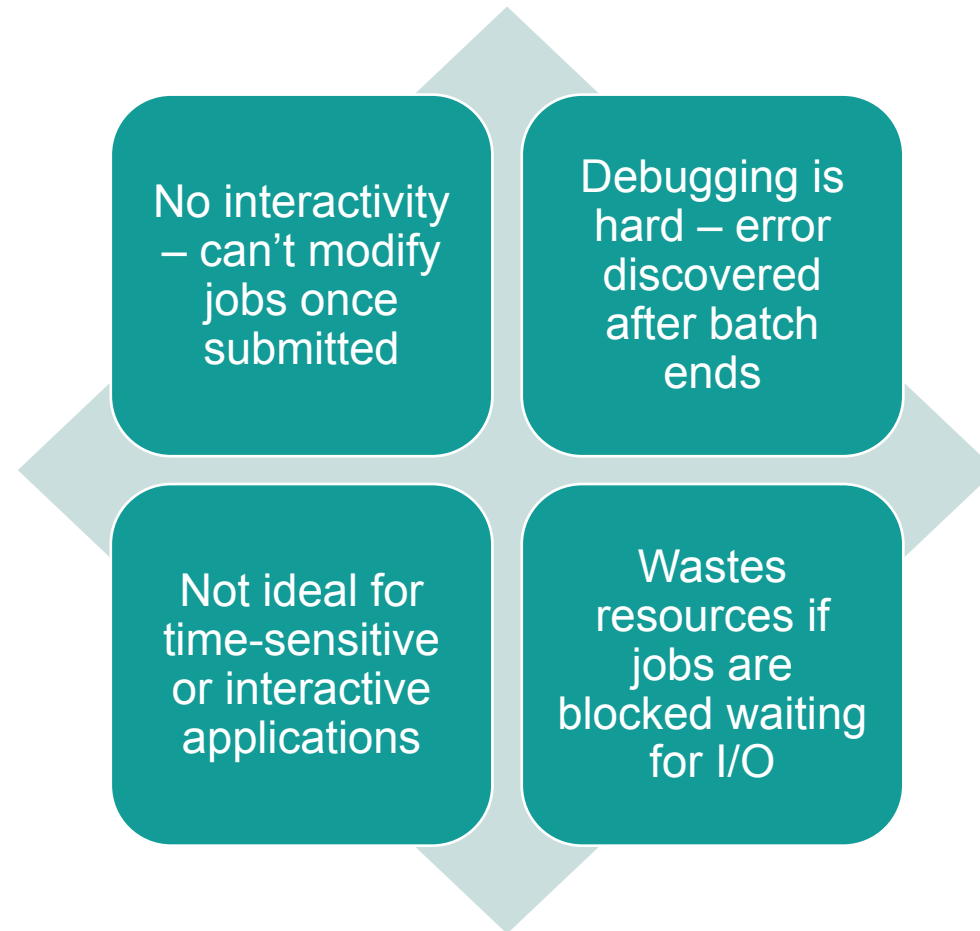 No interactivity
– can’t modify
jobs once
submitted
Debugging is
hard – error
discovered
after batch
ends
Not ideal for
time-sensitive
or interactive
applications
Wastes
resources if
jobs are
blocked waiting
for I/O